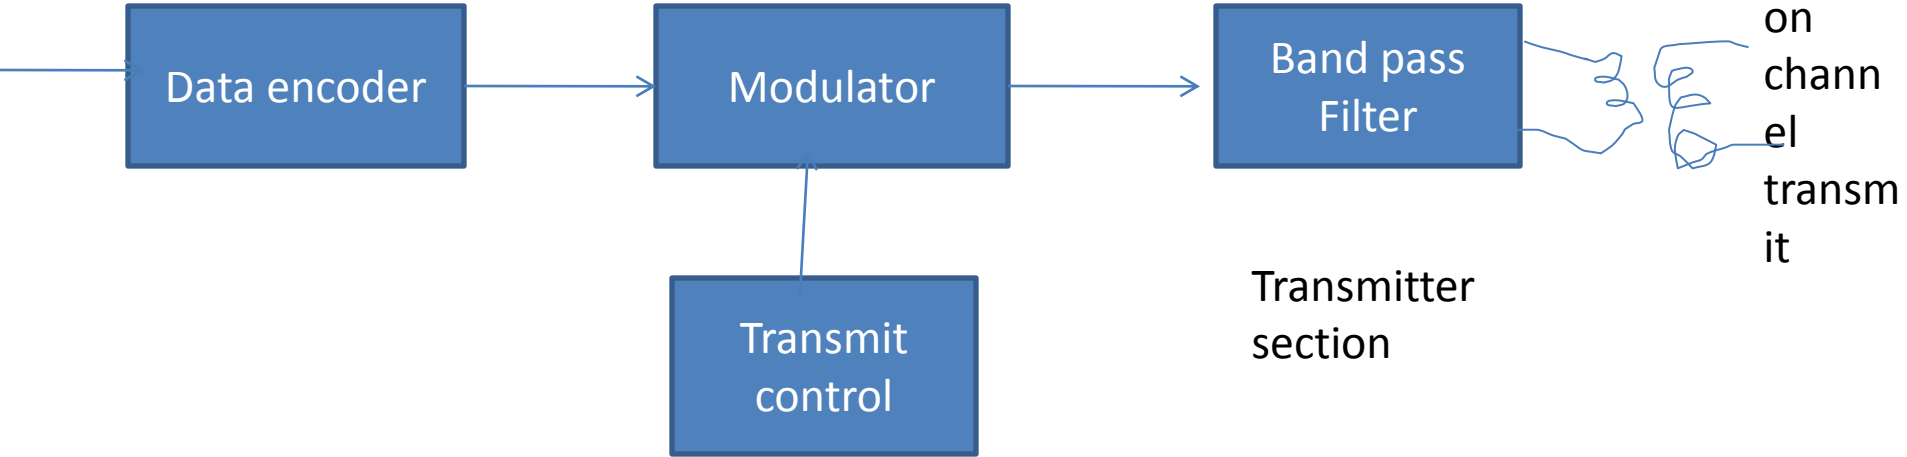 Data encoder
Modulator
Band pass
Filter
on
chann
el
transm
it
Transmit
control
Transmitter
section